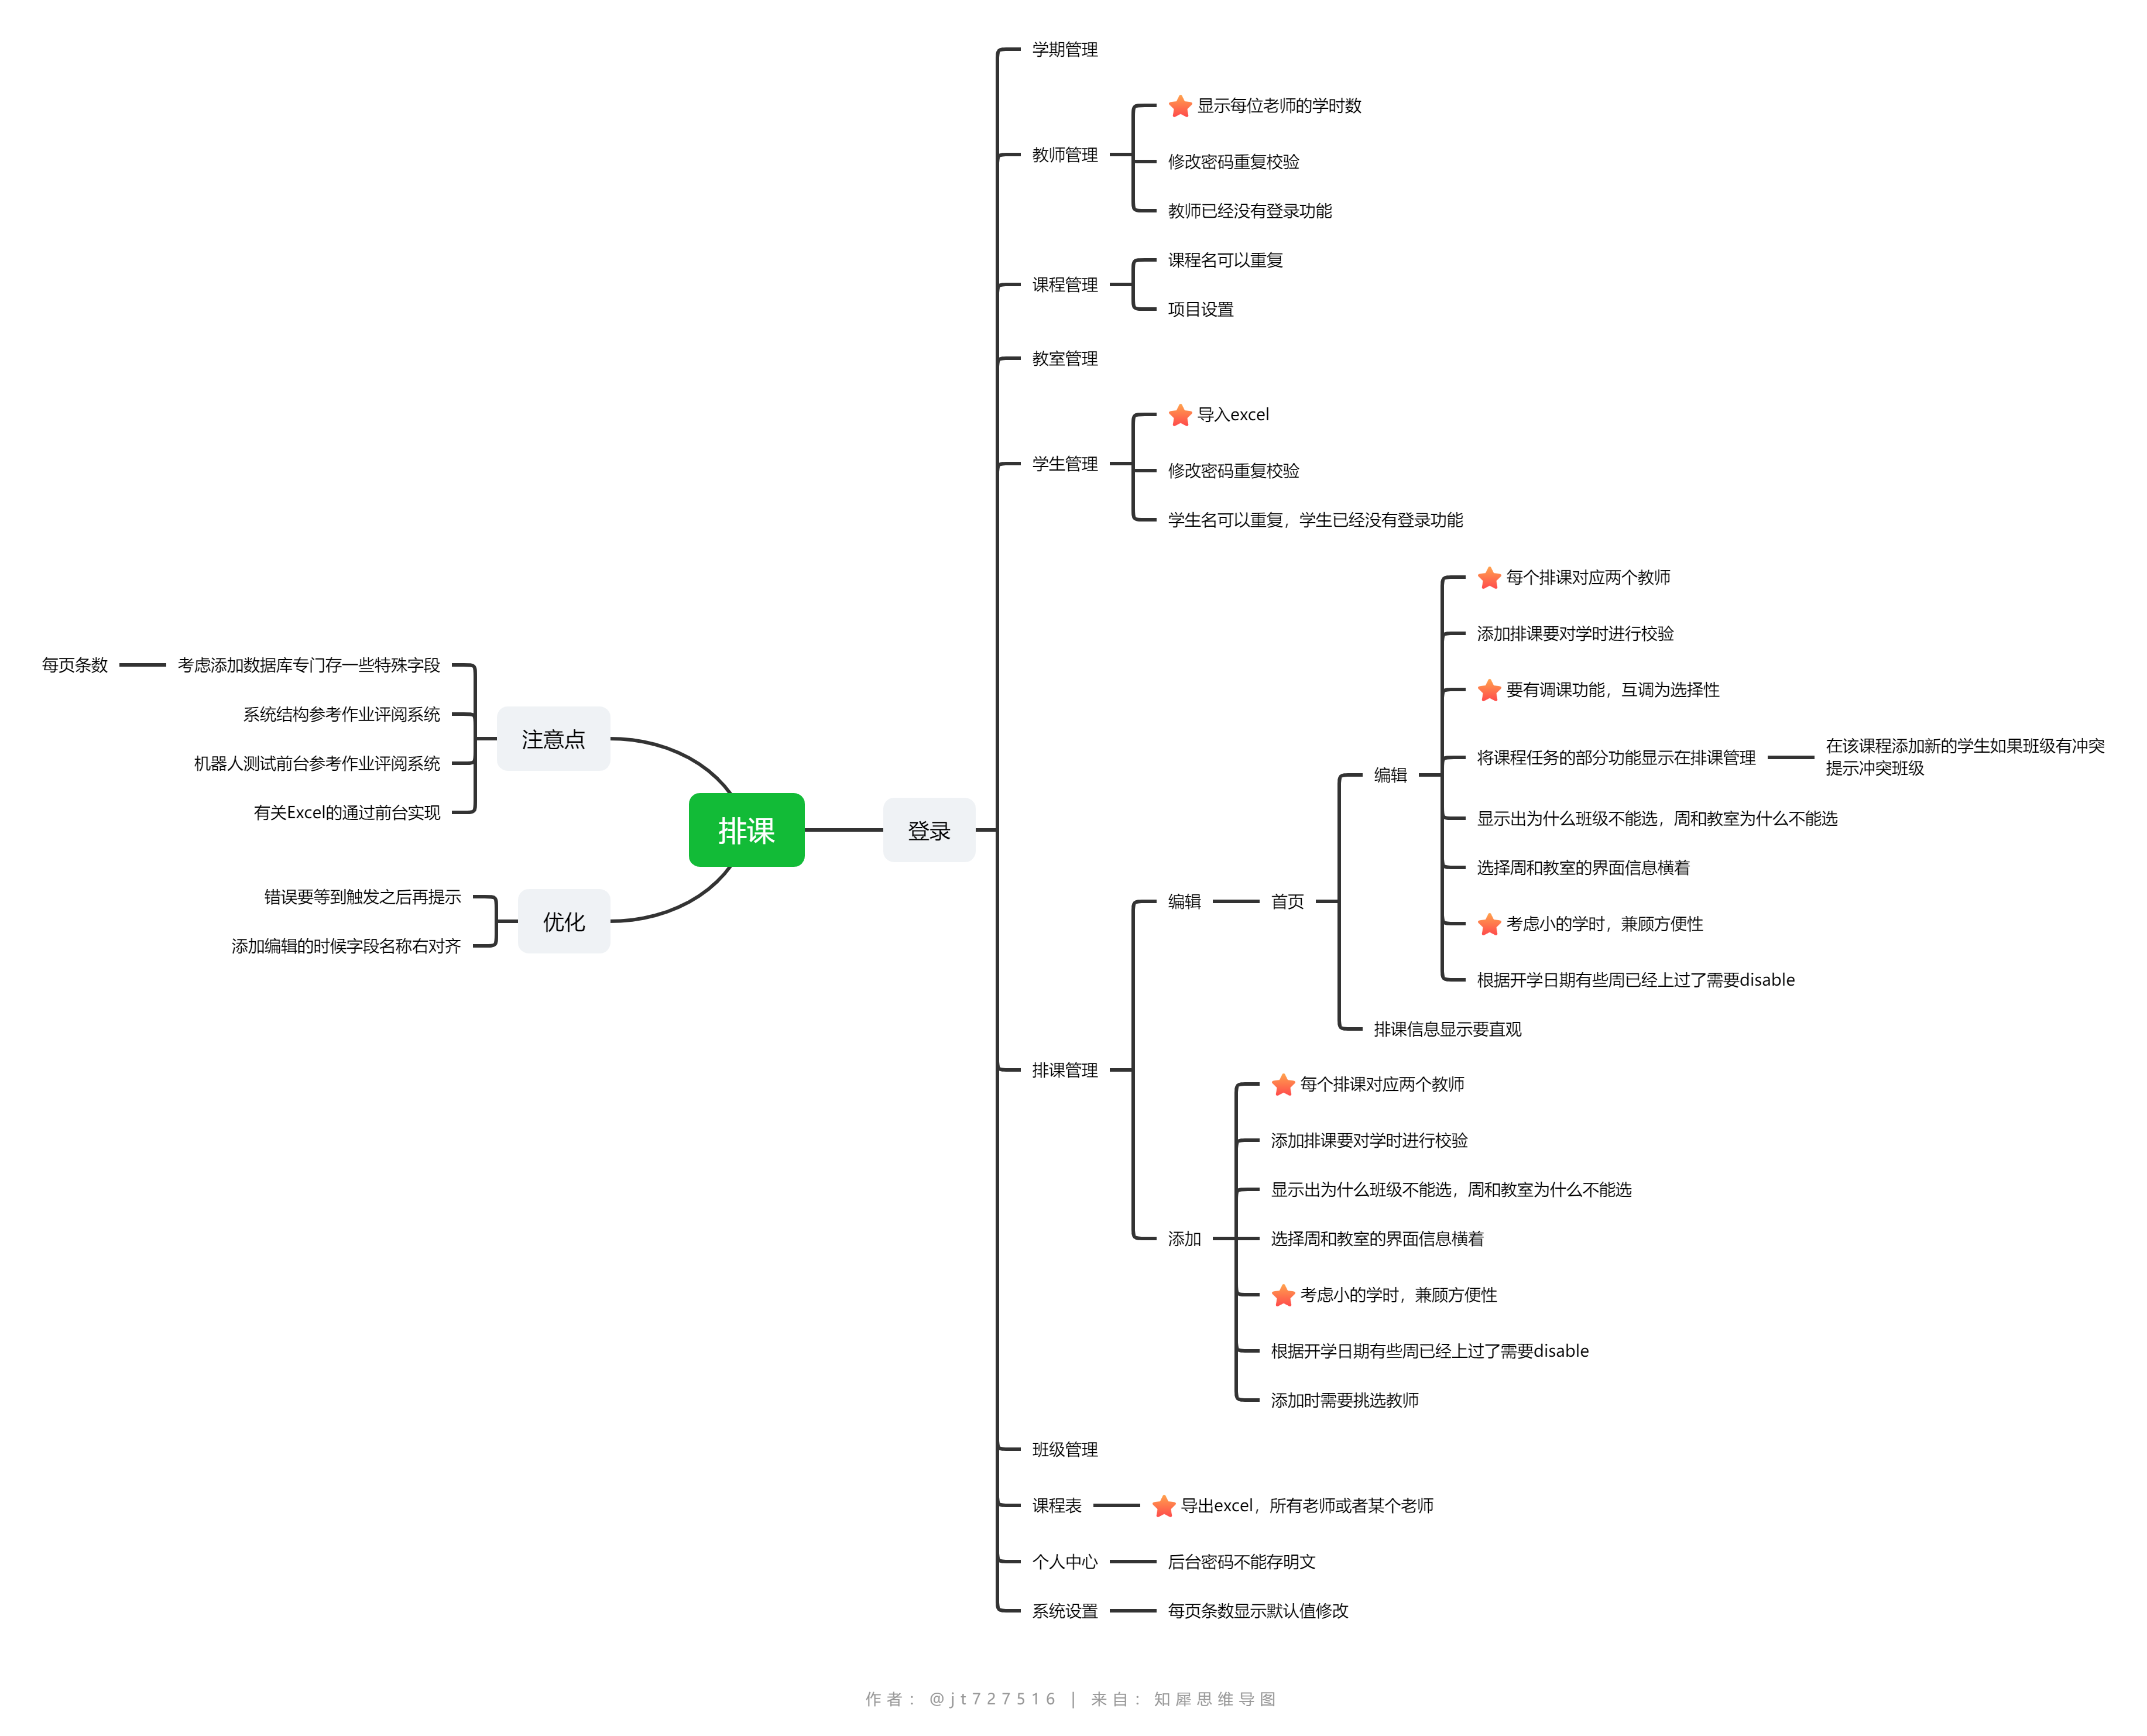 排课
登录
学期管理
教师管理
显示每位老师的学时数
修改密码重复校验
教师已经没有登录功能
课程管理
课程名可以重复
项目设置
教室管理
学生管理
导入excel
修改密码重复校验
学生名可以重复，学生已经没有登录功能
排课管理
编辑
首页
编辑
每个排课对应两个教师
添加排课要对学时进行校验
要有调课功能，互调为选择性
将课程任务的部分功能显示在排课管理
在该课程添加新的学生如果班级有冲突
提示冲突班级
显示出为什么班级不能选，周和教室为什么不能选
选择周和教室的界面信息横着
考虑小的学时，兼顾方便性
根据开学日期有些周已经上过了需要disable
排课信息显示要直观
添加
每个排课对应两个教师
添加排课要对学时进行校验
显示出为什么班级不能选，周和教室为什么不能选
选择周和教室的界面信息横着
考虑小的学时，兼顾方便性
根据开学日期有些周已经上过了需要disable
添加时需要挑选教师
班级管理
课程表
导出excel，所有老师或者某个老师
个人中心
后台密码不能存明文
系统设置
每页条数显示默认值修改
注意点
考虑添加数据库专门存一些特殊字段
每页条数
系统结构参考作业评阅系统
机器人测试前台参考作业评阅系统
有关Excel的通过前台实现
优化
错误要等到触发之后再提示
添加编辑的时候字段名称右对齐
作者：@jt727516 | 来自：知犀思维导图